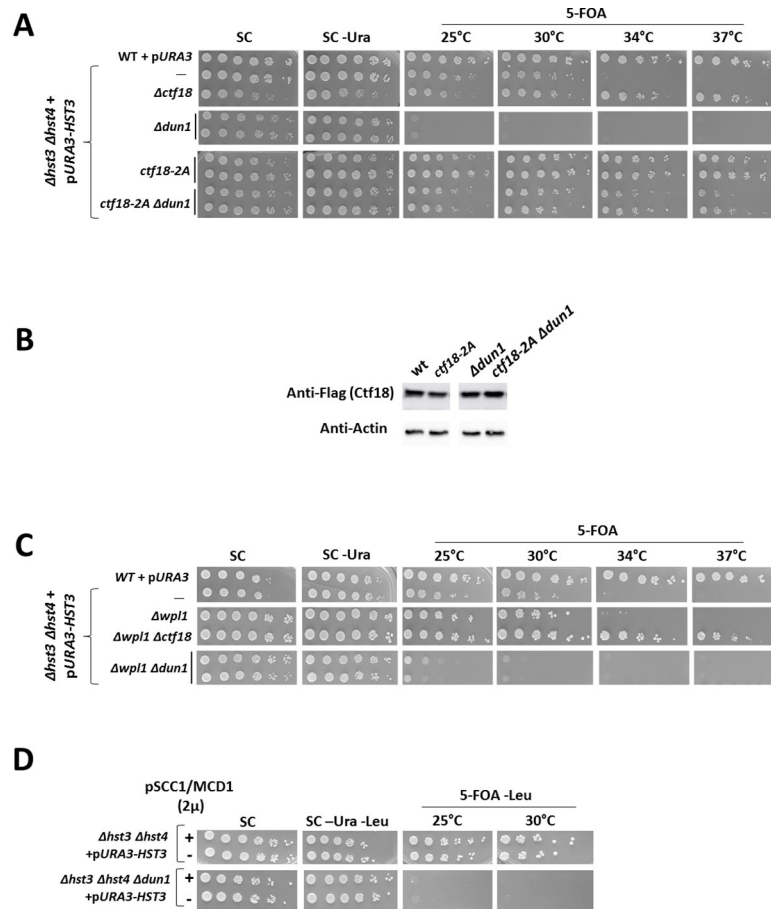 A
5-FOA
SC
SC -Ura
25°C
30°C
34°C
37°C
WT + pURA3
—
Δctf18
Δdun1
ctf18-2A
ctf18-2A Δdun1
Δhst3 Δhst4 +
pURA3-HST3
B
wt
ctf18-2A
Δdun1
ctf18-2A Δdun1
Anti-Flag (Ctf18)
Anti-Actin
C
5-FOA
SC
SC -Ura
25°C
30°C
34°C
37°C
WT + pURA3
—
Δwpl1
Δwpl1 Δctf18
Δwpl1 Δdun1
Δhst3 Δhst4 +
pURA3-HST3
D
pSCC1/MCD1
(2μ)
SC
SC –Ura -Leu
5-FOA -Leu
25°C
30°C
Δhst3 Δhst4 +
+pURA3-HST3 -
Δhst3 Δhst4 Δdun1 +
+pURA3-HST3 -